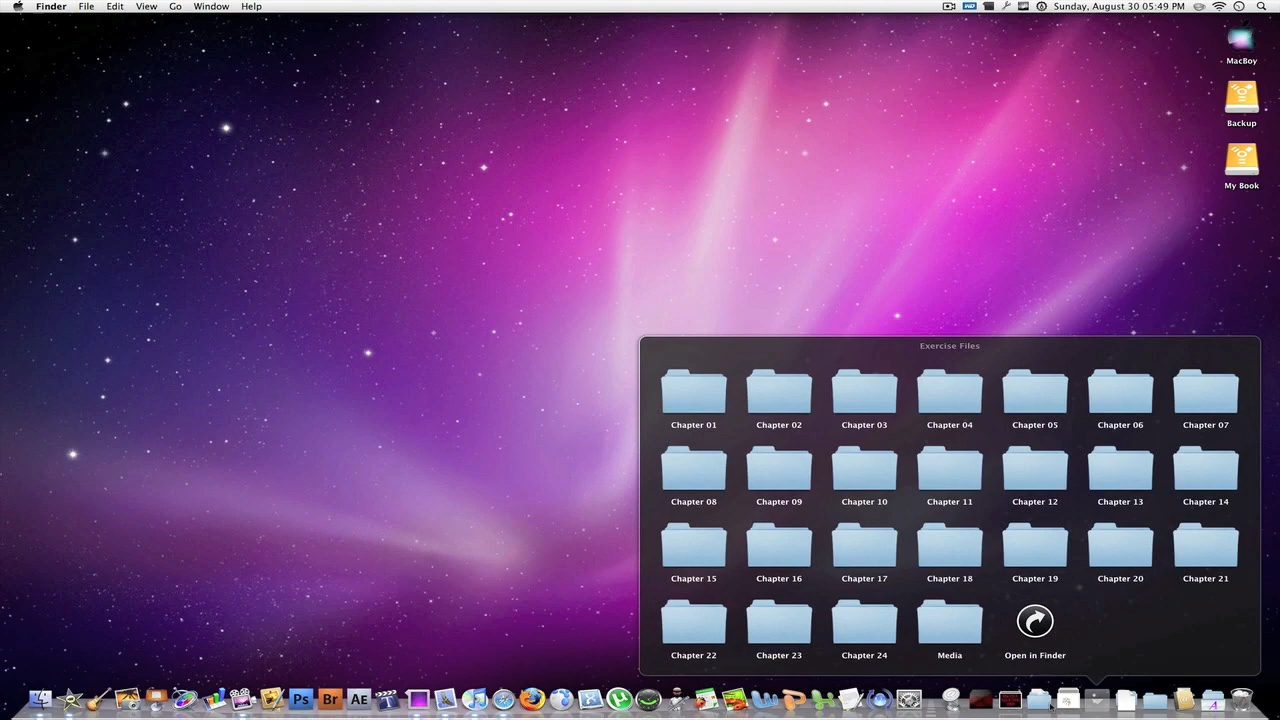 Finder File Edit View Go Window Help
WD Sunday, August 30 05:49 PM
MacBoy
Backup
My Book
Exercise Files
Chapter 01 Chapter 02 Chapter 03 Chapter 04 Chapter 05 Chapter 06 Chapter 07
Chapter 08 Chapter 09 Chapter 10 Chapter 11 Chapter 12 Chapter 13 Chapter 14
Chapter 15 Chapter 16 Chapter 17 Chapter 18 Chapter 19 Chapter 20 Chapter 21
Chapter 22 Chapter 23 Chapter 24 Media Open in Finder
Ps Br AE